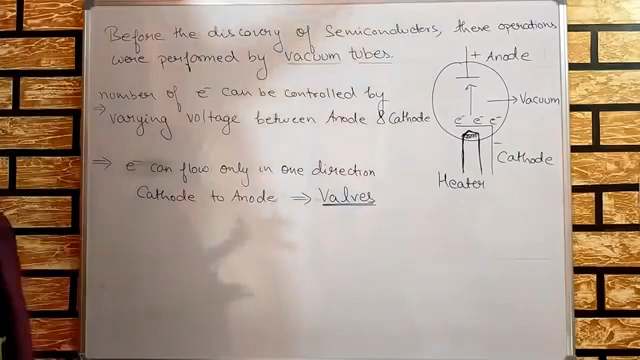 Before the discovery of Semiconductors, these operations
were performed by vacuum tubes.
+ Anode
number of e⁻ can be controlled by
⇒ varying voltage between Anode & Cathode
→ Vacuum
e⁻ e⁻ e⁻
- Cathode
Heater
⇒ e⁻ can flow only in one direction
Cathode to Anode ⇒ Valves